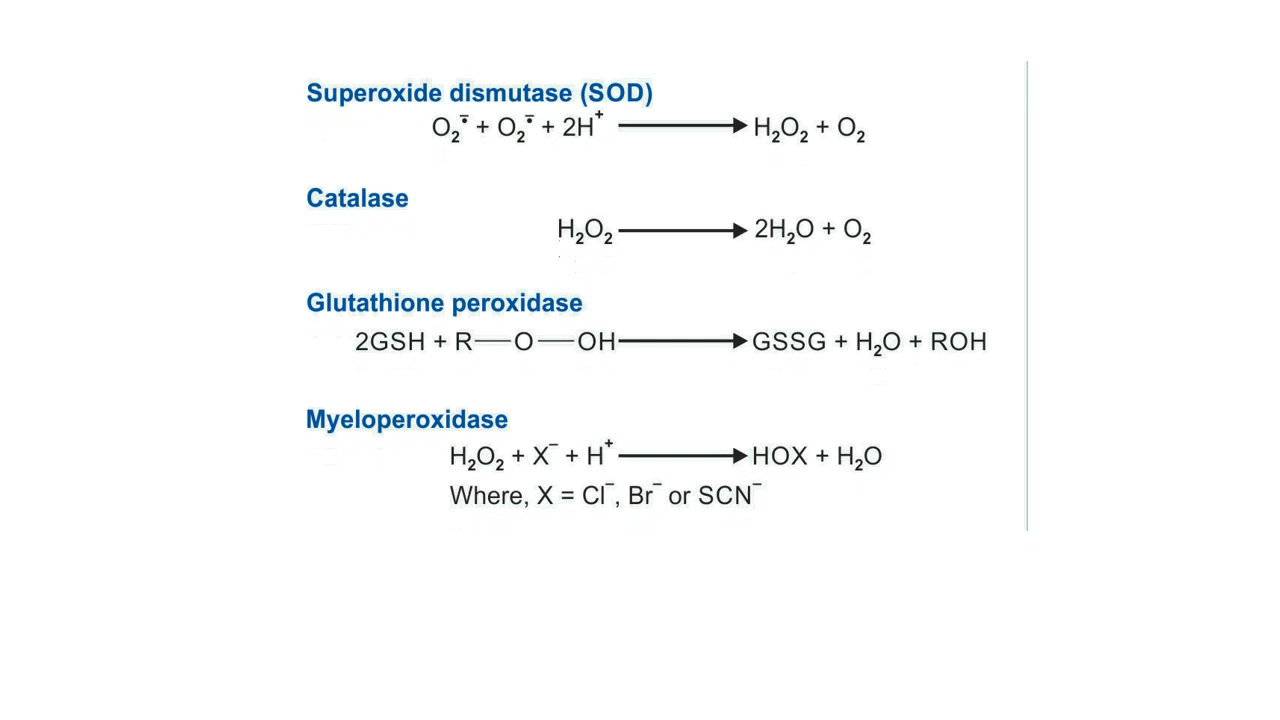 Superoxide dismutase (SOD)
O₂•̄ + O₂•̄ + 2H⁺ ⟶ H₂O₂ + O₂
Catalase
H₂O₂ ⟶ 2H₂O + O₂
Glutathione peroxidase
2GSH + R—O—OH ⟶ GSSG + H₂O + ROH
Myeloperoxidase
H₂O₂ + X⁻ + H⁺ ⟶ HOX + H₂O
Where, X = Cl⁻, Br⁻ or SCN⁻